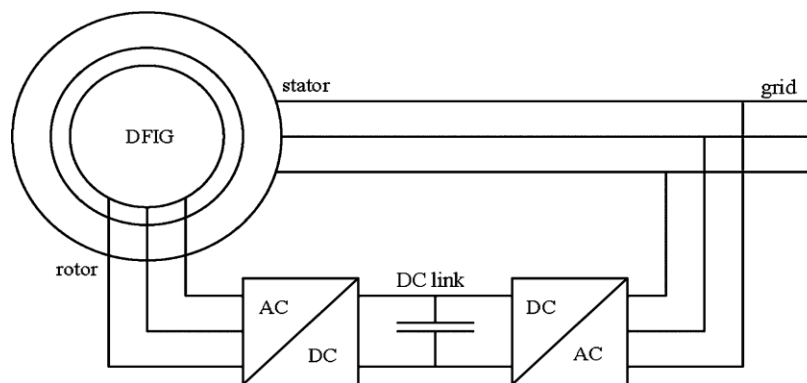 stator
grid
DFIG
rotor
DC link
AC
DC
DC
AC